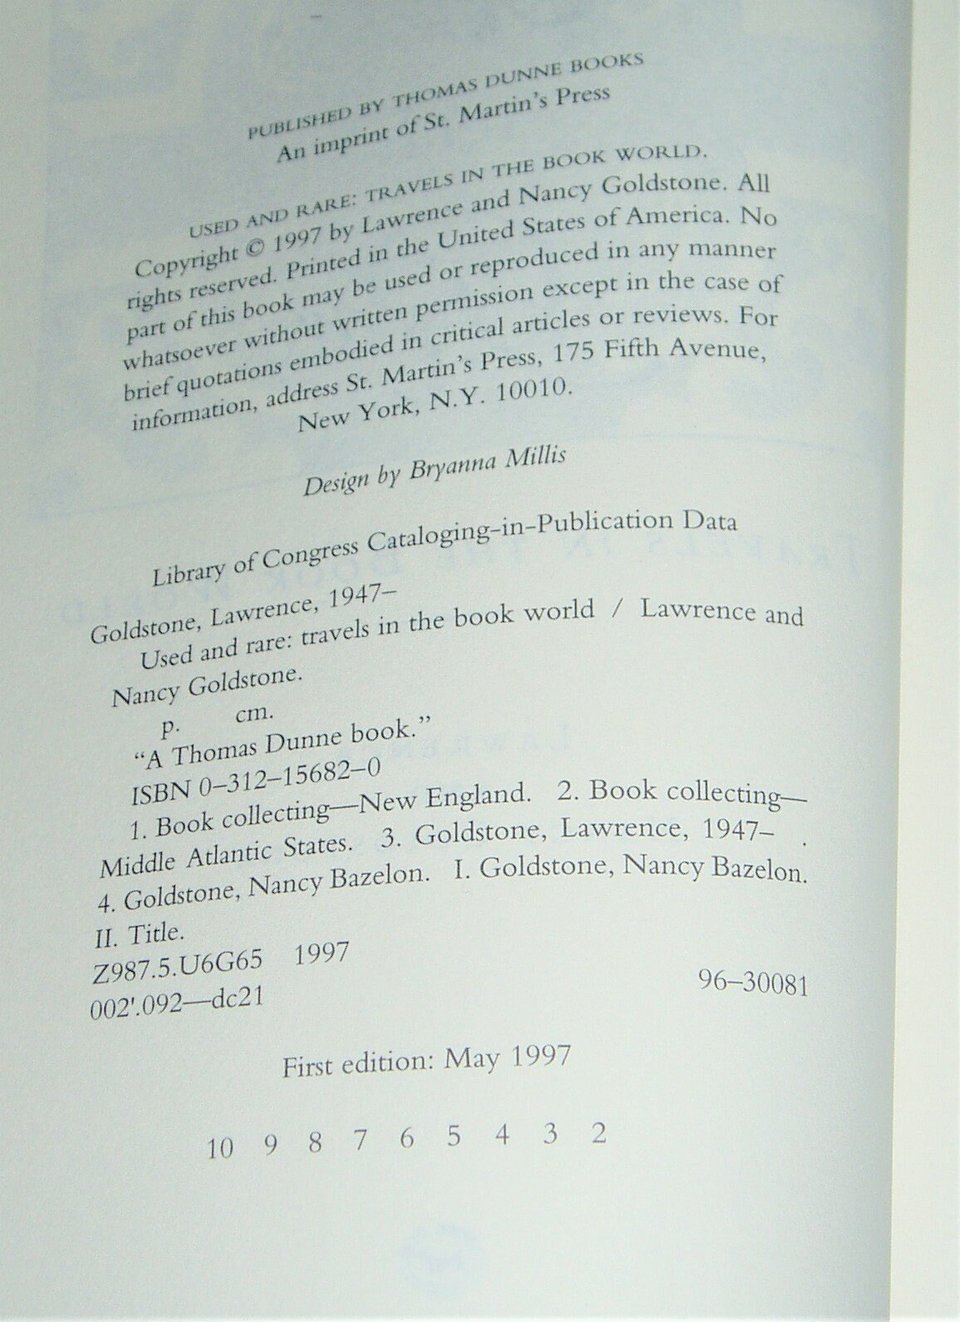 PUBLISHED BY THOMAS DUNNE BOOKS
An imprint of St. Martin's Press
USED AND RARE: TRAVELS IN THE BOOK WORLD.
Copyright © 1997 by Lawrence and Nancy Goldstone. All
rights reserved. Printed in the United States of America. No
part of this book may be used or reproduced in any manner
whatsoever without written permission except in the case of
brief quotations embodied in critical articles or reviews. For
information, address St. Martin's Press, 175 Fifth Avenue,
New York, N.Y. 10010.
Design by Bryanna Millis
Library of Congress Cataloging-in-Publication Data
Goldstone, Lawrence, 1947–
Used and rare: travels in the book world / Lawrence and
Nancy Goldstone.
p. cm.
“A Thomas Dunne book.”
ISBN 0-312-15682-0
1. Book collecting—New England. 2. Book collecting—
Middle Atlantic States. 3. Goldstone, Lawrence, 1947– .
4. Goldstone, Nancy Bazelon. I. Goldstone, Nancy Bazelon.
II. Title.
Z987.5.U6G65 1997
002'.092—dc21 96-30081
First edition: May 1997
10 9 8 7 6 5 4 3 2